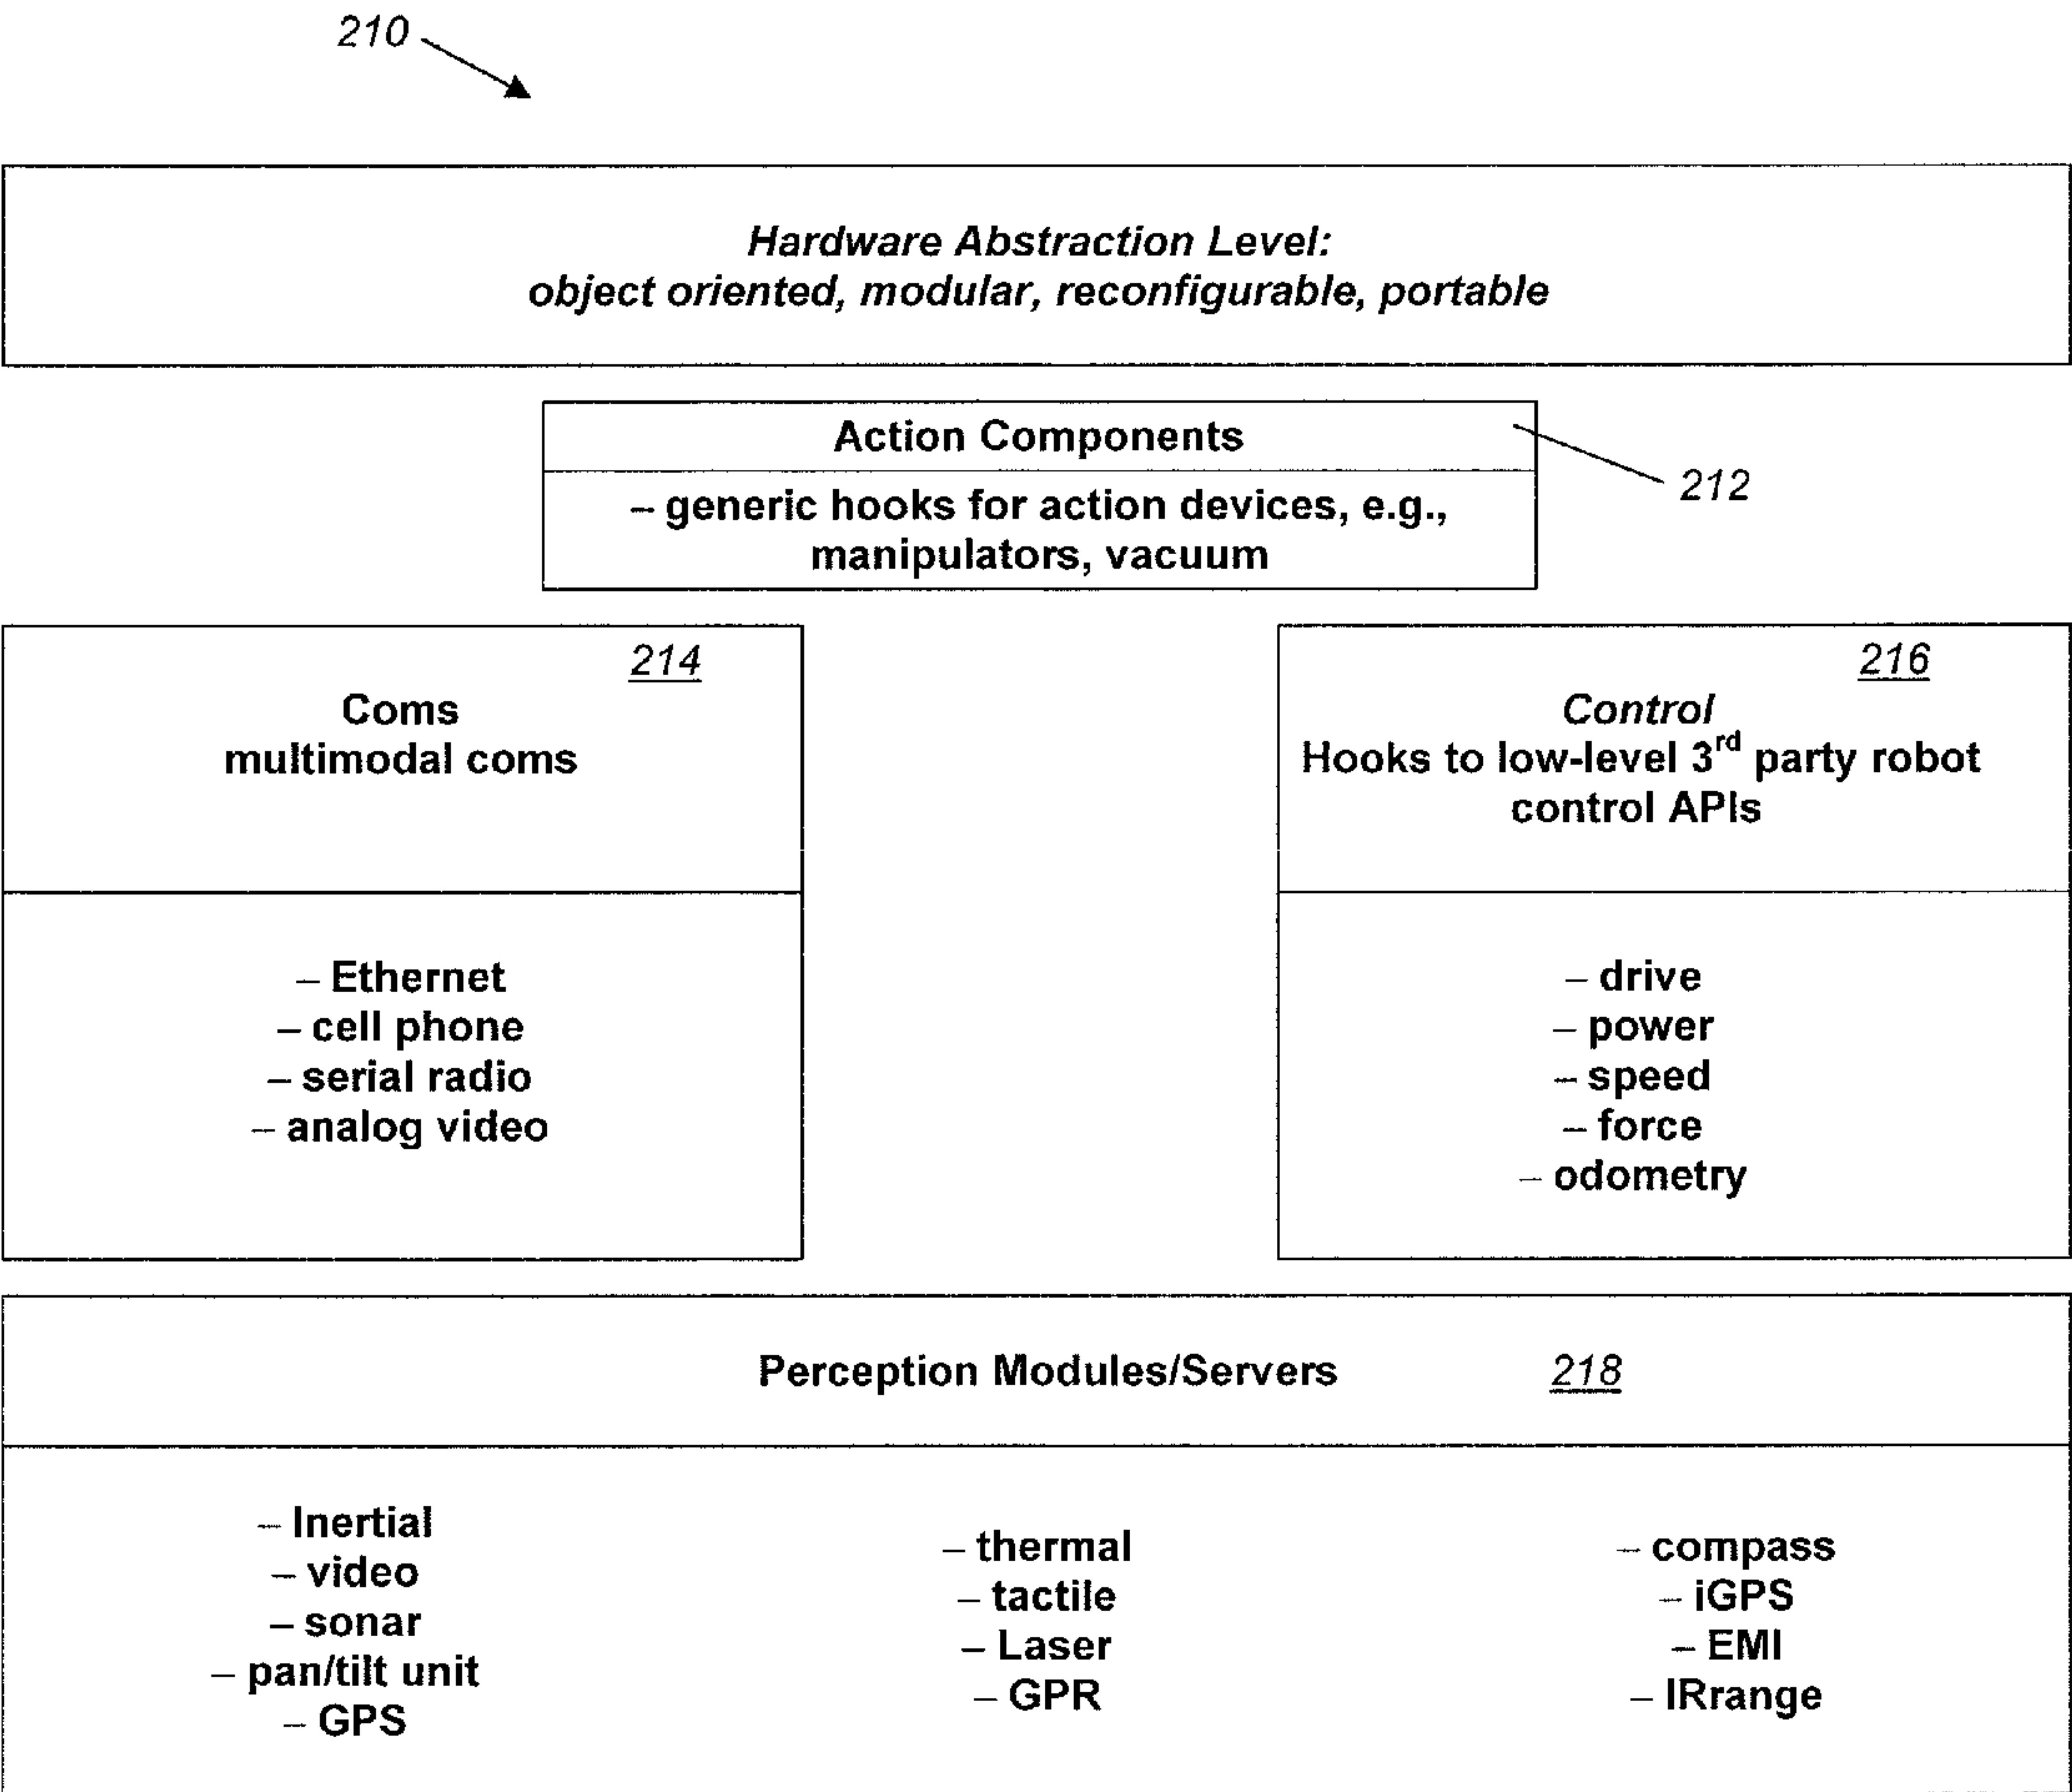 210
Hardware Abstraction Level:
object oriented, modular, reconfigurable, portable
Action Components
– generic hooks for action devices, e.g.,
manipulators, vacuum
212
214
Coms
multimodal coms
– Ethernet
– cell phone
– serial radio
– analog video
216
Control
Hooks to low-level 3rd party robot
control APIs
– drive
– power
– speed
– force
– odometry
Perception Modules/Servers 218
– Inertial
– video
– sonar
– pan/tilt unit
– GPS
– thermal
– tactile
– Laser
– GPR
– compass
– iGPS
– EMI
– IRrange